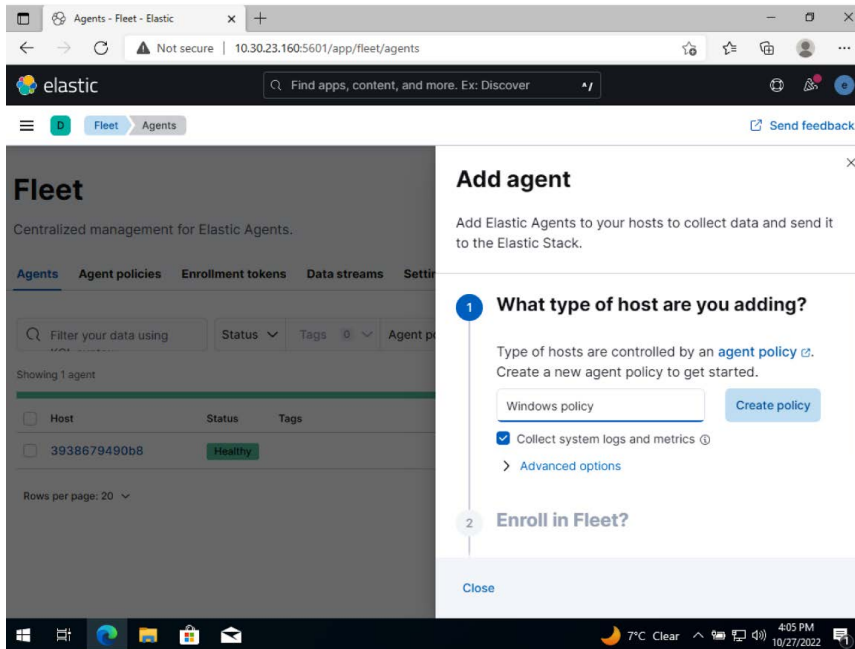 Agents - Fleet - Elastic
Not secure | 10.30.23.160:5601/app/fleet/agents
elastic
Find apps, content, and more. Ex: Discover
^/
e
D
Fleet
Agents
Send feedback
Fleet
Centralized management for Elastic Agents.
Agents
Agent policies
Enrollment tokens
Data streams
Settin
Filter your data using
Status
Tags
0
Agent po
Showing 1 agent
Host
Status
Tags
3938679490b8
Healthy
Rows per page: 20
Add agent
Add Elastic Agents to your hosts to collect data and send it
to the Elastic Stack.
1
What type of host are you adding?
Type of hosts are controlled by an agent policy.
Create a new agent policy to get started.
Windows policy
Create policy
Collect system logs and metrics
Advanced options
2
Enroll in Fleet?
Close
7°C Clear
4:05 PM
10/27/2022
1